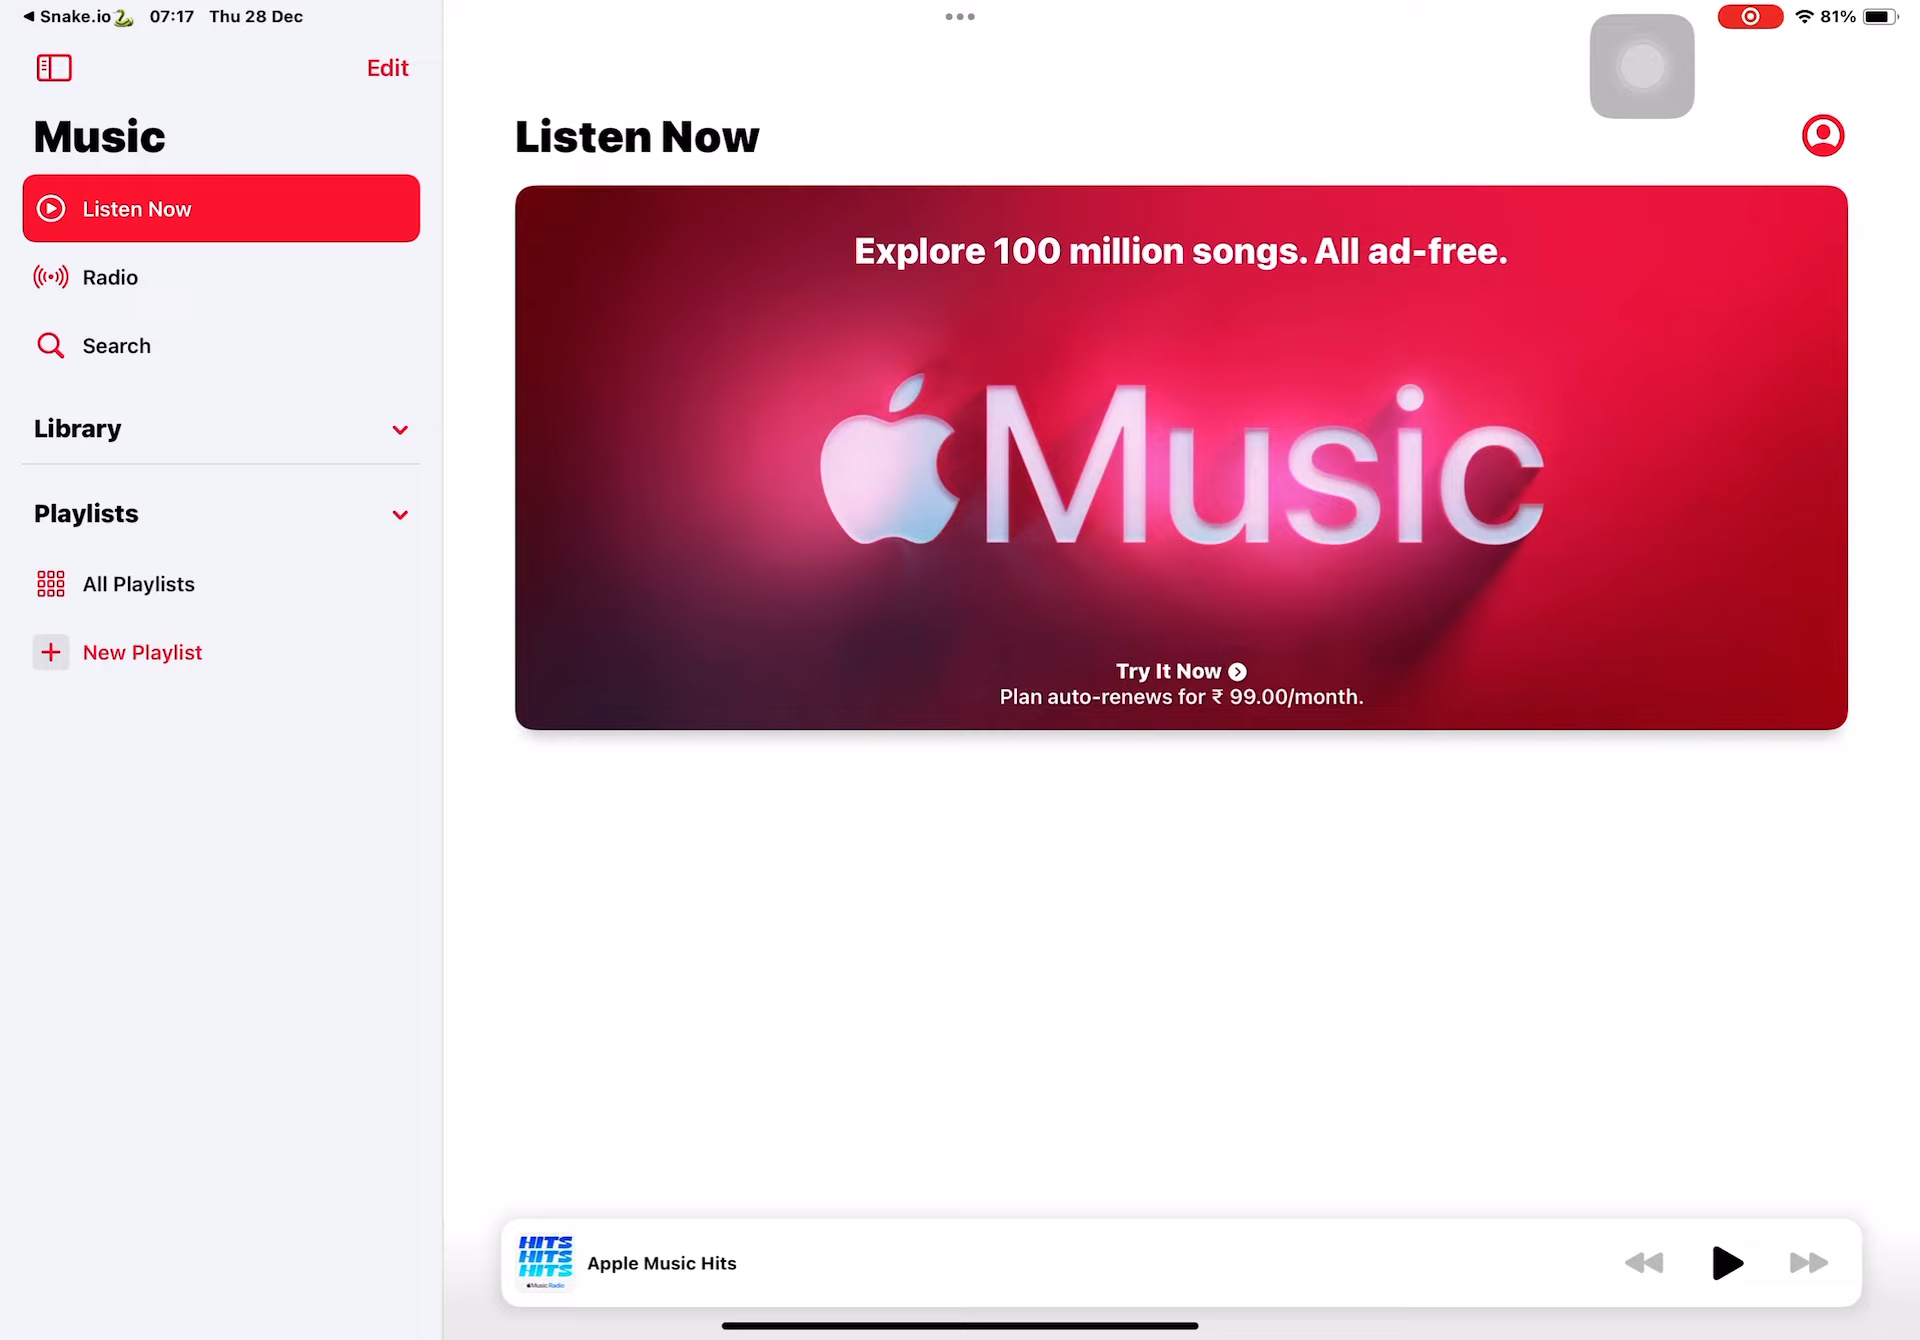 ◀ Snake.io🐍 07:17 Thu 28 Dec
81%
Edit
Music
Listen Now
Radio
Search
Library
Playlists
All Playlists
New Playlist
Listen Now
Explore 100 million songs. All ad-free.
Music
Try It Now
Plan auto-renews for ₹ 99.00/month.
HITS
HITS
HITS
Music Radio
Apple Music Hits